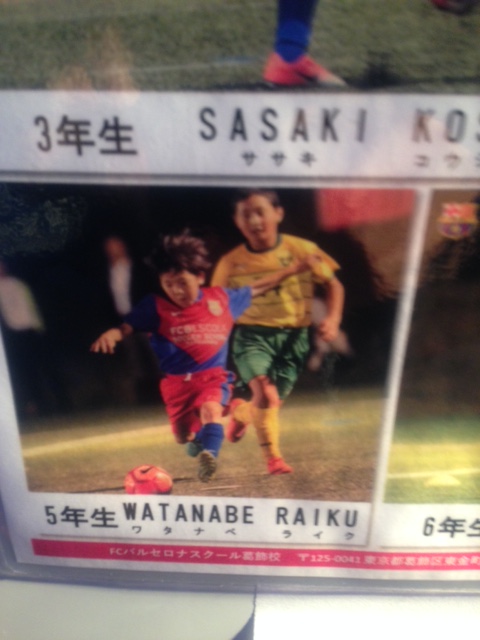 3年生 SASAKI KOS
ササキ コウシ
5年生 WATANABE RAIKU
ワタナベ ライク
6年生
FCバルセロナスクール葛飾校 〒125-0041 東京都葛飾区東金町